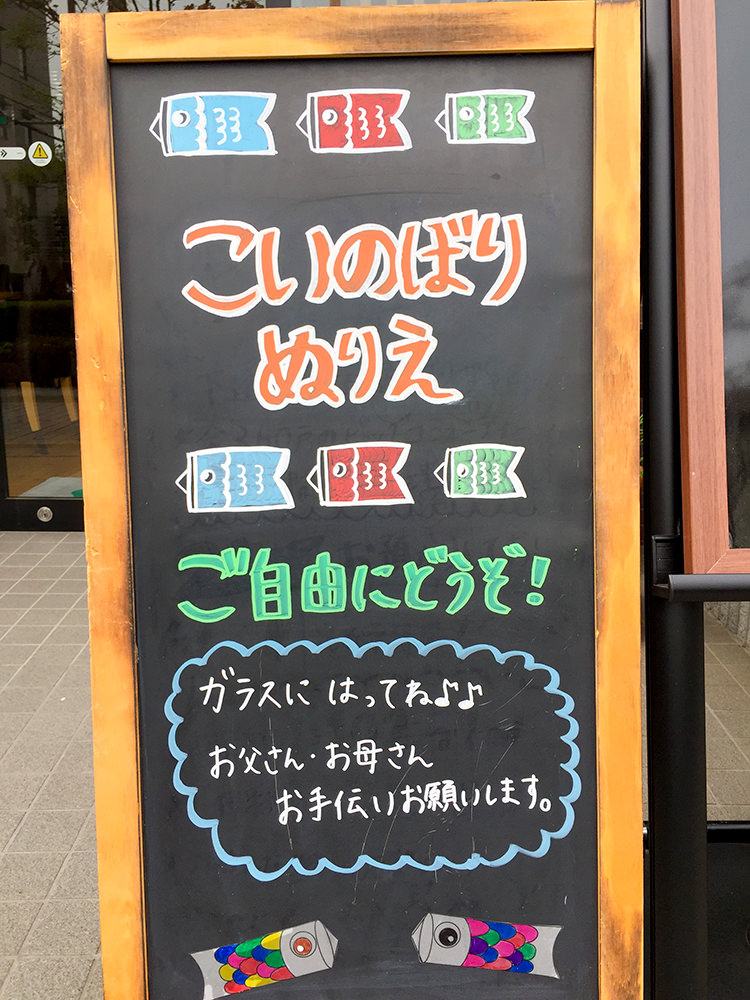 こいのぼり
ぬりえ
ご自由にどうぞ!
ガラスに はってね♪♪
お父さん・お母さん
お手伝いお願いします。